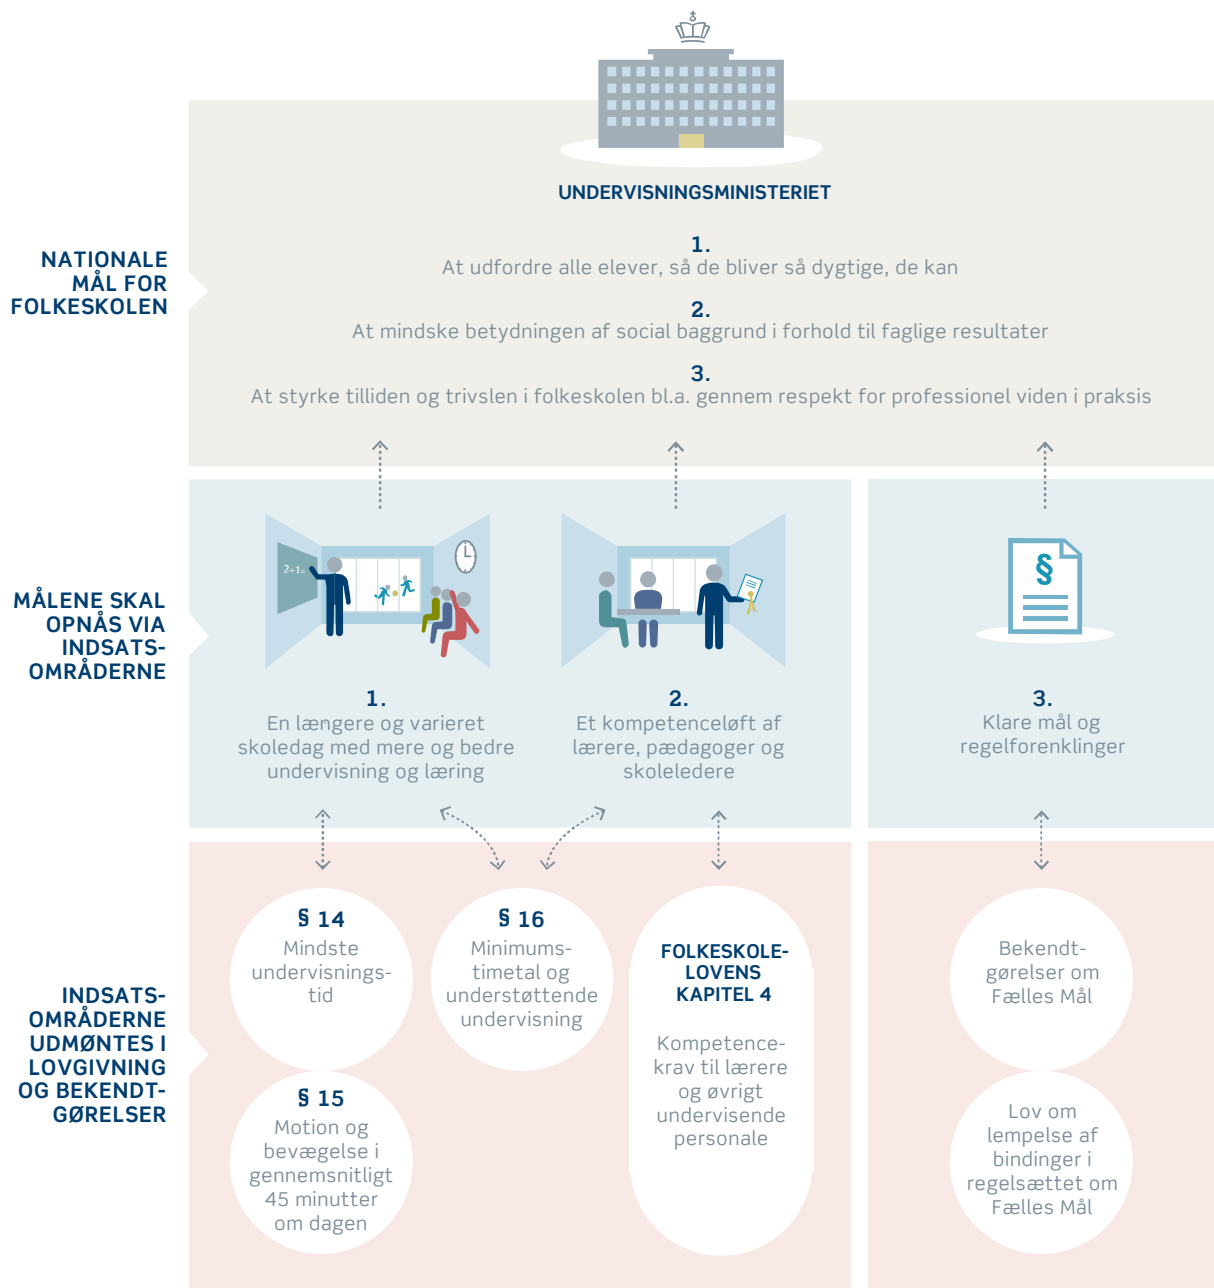 UNDERVISNINGSMINISTERIET
NATIONALE
MÅL FOR
FOLKESKOLEN
1.
At udfordre alle elever, så de bliver så dygtige, de kan
2.
At mindske betydningen af social baggrund i forhold til faglige resultater
3.
At styrke tilliden og trivslen i folkeskolen bl.a. gennem respekt for professionel viden i praksis
MÅLENE SKAL
OPNÅS VIA
INDSATS-
OMRÅDERNE
2+1=
1.
En længere og varieret
skoledag med mere og bedre
undervisning og læring
2.
Et kompetenceløft af
lærere, pædagoger og
skoleledere
§
3.
Klare mål og
regelforenklinger
INDSATS-
OMRÅDERNE
UDMØNTES I
LOVGIVNING
OG BEKENDT-
GØRELSER
§ 14
Mindste
undervisnings-
tid
§ 15
Motion og
bevægelse i
gennemsnitligt
45 minutter
om dagen
§ 16
Minimums-
timetal og
understøttende
undervisning
FOLKESKOLE-
LOVENS
KAPITEL 4
Kompetence-
krav til lærere
og øvrigt
undervisende
personale
Bekendt-
gørelser om
Fælles Mål
Lov om
lempelse af
bindinger i
regelsættet om
Fælles Mål